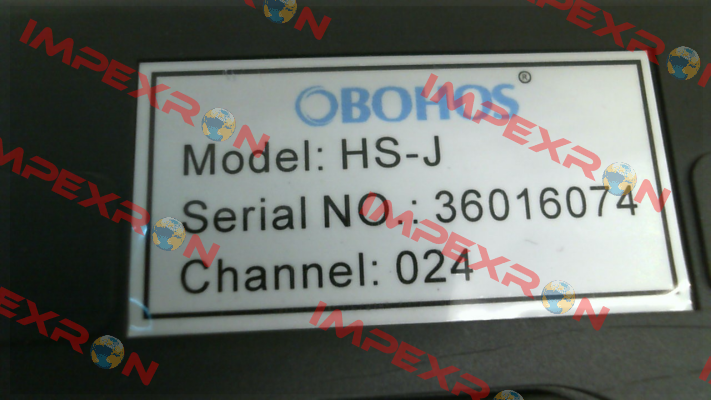 OBOHOS®
Model: HS-J
Serial NO.: 36016074
Channel: 024
IMPEXRON
IMPEXRON
IMPEXRON
IMPEXRON
IMPEXRON
IMPEXRON
IMPEXRON